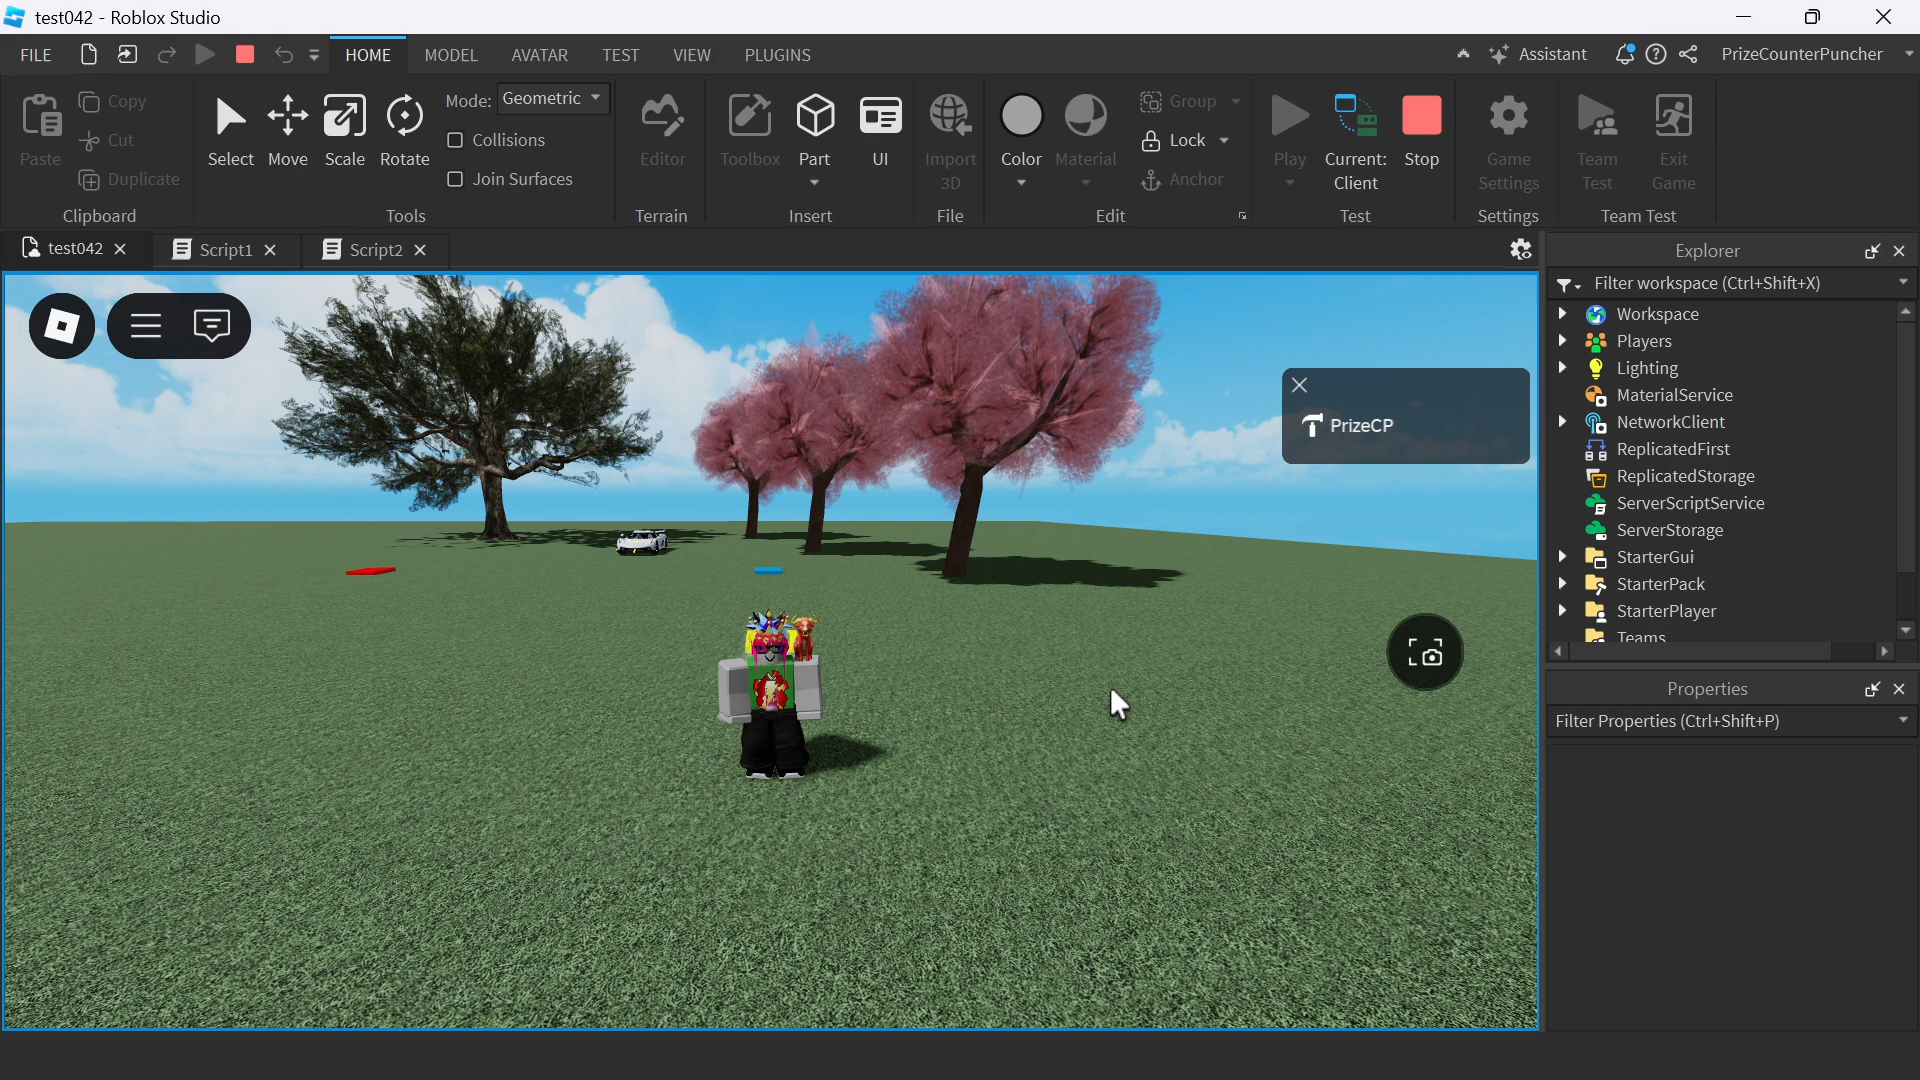 test042 - Roblox Studio
FILE HOME MODEL AVATAR TEST VIEW PLUGINS Assistant PrizeCounterPuncher
Paste Copy Cut Duplicate
Clipboard
Select Move Scale Rotate
Mode: Geometric
Collisions
Join Surfaces
Tools
Editor
Terrain
Toolbox Part UI
Insert
Import
3D
File
Color Material
Group
Lock
Anchor
Edit
Play
Current:
Client
Stop
Test
Game
Settings
Settings
Team
Test
Exit
Game
Team Test
test042 Script1 Script2
PrizeCP
Explorer
Filter workspace (Ctrl+Shift+X)
Workspace
Players
Lighting
MaterialService
NetworkClient
ReplicatedFirst
ReplicatedStorage
ServerScriptService
ServerStorage
StarterGui
StarterPack
StarterPlayer
Teams
Properties
Filter Properties (Ctrl+Shift+P)